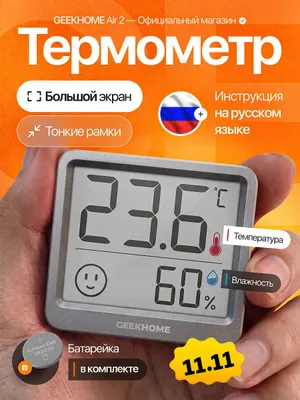 GEEKHOME Air 2 — Официальный магазин
Термометр
Большой экран
Тонкие рамки
Инструкция
на русском
языке
23.6 °C
Температура
60%
Влажность
GEEKHOME
Батарейка
в комплекте
11.11